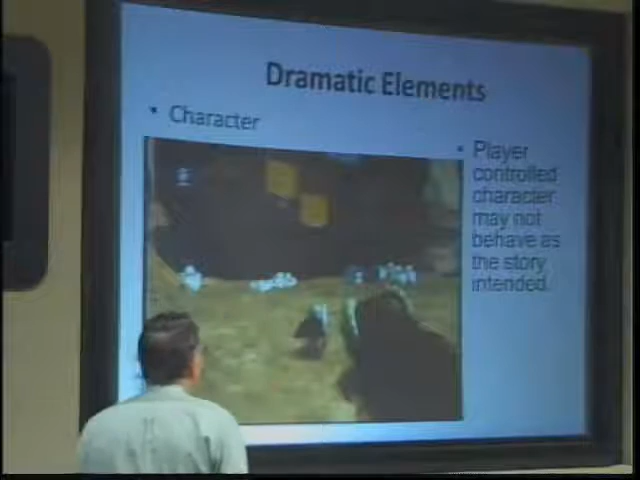 Dramatic Elements
• Character
• Player
controlled
character
may not
behave as
the story
intended.